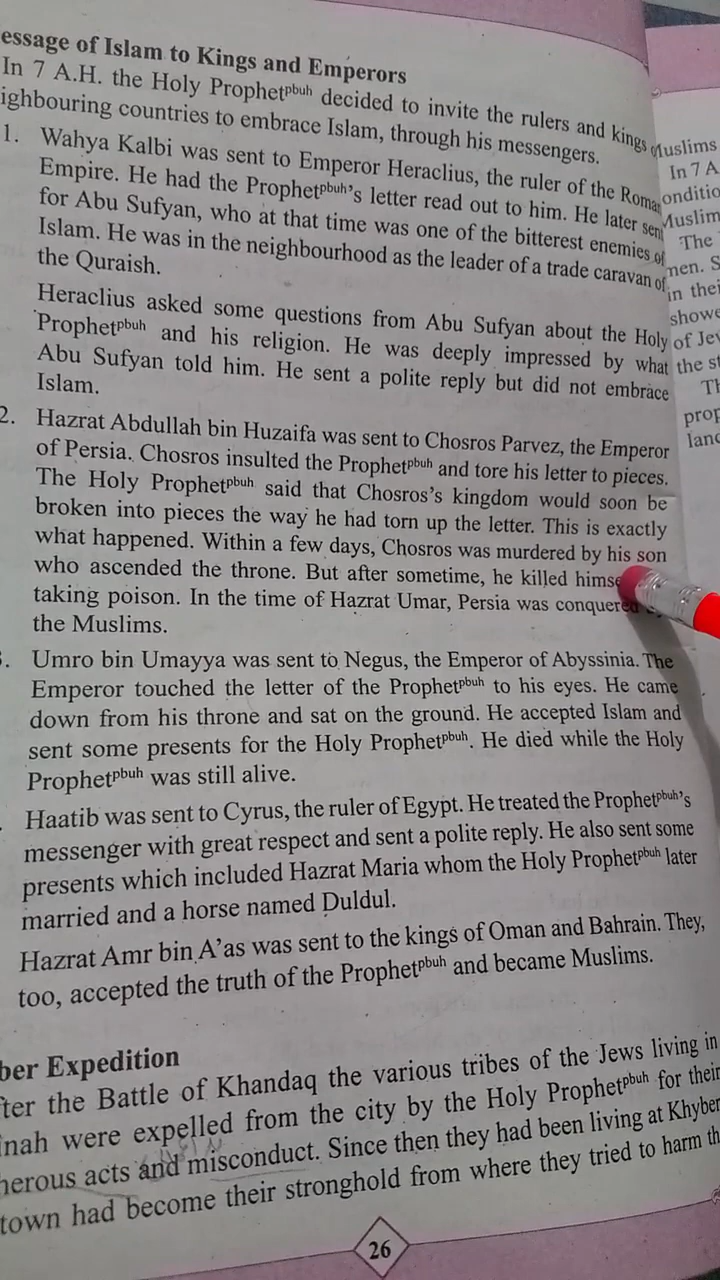 essage of Islam to Kings and Emperors
In 7 A.H. the Holy Prophetpbuh decided to invite the rulers and kings
ighbouring countries to embrace Islam, through his messengers.
1. Wahya Kalbi was sent to Emperor Heraclius, the ruler of the Roma
Empire. He had the Prophetpbuh's letter read out to him. He later sent
for Abu Sufyan, who at that time was one of the bitterest enemies of
Islam. He was in the neighbourhood as the leader of a trade caravan of
the Quraish.
Heraclius asked some questions from Abu Sufyan about the Holy
Prophetpbuh and his religion. He was deeply impressed by what
Abu Sufyan told him. He sent a polite reply but did not embrace
Islam.
2. Hazrat Abdullah bin Huzaifa was sent to Chosros Parvez, the Emperor
of Persia. Chosros insulted the Prophetpbuh and tore his letter to pieces.
The Holy Prophetpbuh said that Chosros's kingdom would soon be
broken into pieces the way he had torn up the letter. This is exactly
what happened. Within a few days, Chosros was murdered by his son
who ascended the throne. But after sometime, he killed himse
taking poison. In the time of Hazrat Umar, Persia was conquered
the Muslims.
. Umro bin Umayya was sent to Negus, the Emperor of Abyssinia. The
Emperor touched the letter of the Prophetpbuh to his eyes. He came
down from his throne and sat on the ground. He accepted Islam and
sent some presents for the Holy Prophetpbuh. He died while the Holy
Prophetpbuh was still alive.
Haatib was sent to Cyrus, the ruler of Egypt. He treated the Prophetpbuh's
messenger with great respect and sent a polite reply. He also sent some
presents which included Hazrat Maria whom the Holy Prophetpbuh later
married and a horse named Duldul.
Hazrat Amr bin A'as was sent to the kings of Oman and Bahrain. They,
too, accepted the truth of the Prophetpbuh and became Muslims.
ber Expedition
ter the Battle of Khandaq the various tribes of the Jews living in
inah were expelled from the city by the Holy Prophetpbuh for their
herous acts and misconduct. Since then they had been living at Khyber
town had become their stronghold from where they tried to harm th
26
Muslims
In 7 A
onditio
Muslim
The
men. S
in thei
showe
of Jev
the st
Th
prop
land